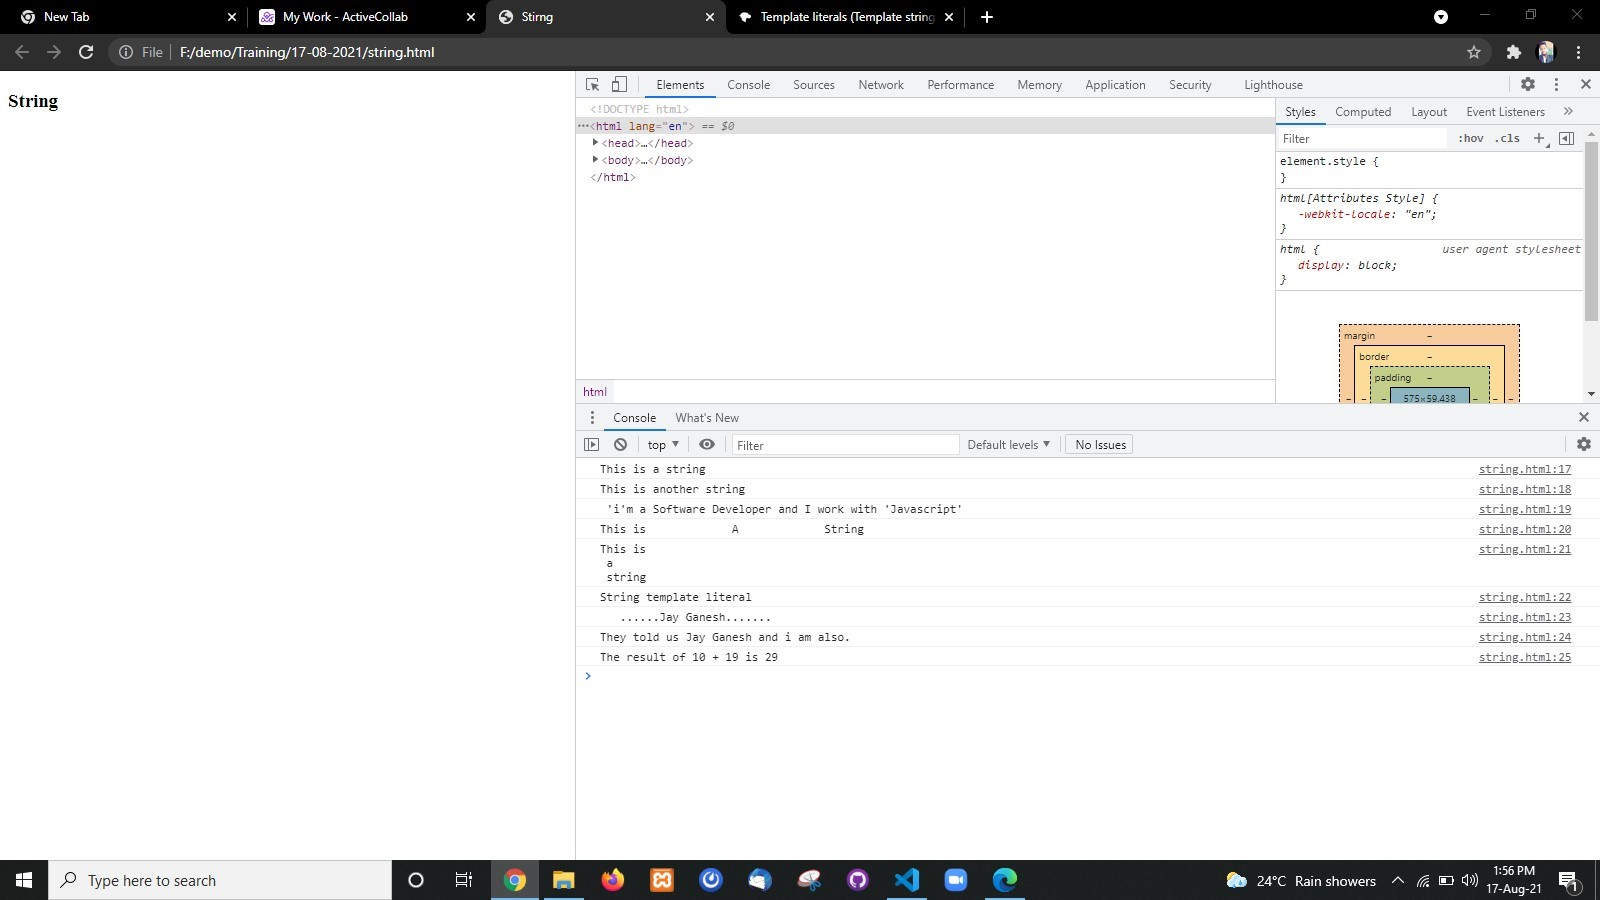 New Tab
My Work - ActiveCollab
Stirng
Template literals (Template string
File
F:/demo/Training/17-08-2021/string.html
String
Elements Console Sources Network Performance Memory Application Security Lighthouse
<!DOCTYPE html>
···<html lang="en"> == $0
<head>…</head>
<body>…</body>
</html>
html
Styles Computed Layout Event Listeners »
Filter :hov .cls +
element.style {
}
html[Attributes Style] {
-webkit-locale: "en";
}
html { user agent stylesheet
display: block;
}
margin –
border –
padding –
– – – 575×59.438 – – –
Console What's New
top Filter Default levels No Issues
This is a string string.html:17
This is another string string.html:18
'i'm a Software Developer and I work with 'Javascript' string.html:19
This is A String string.html:20
This is string.html:21
a
string
String template literal string.html:22
......Jay Ganesh....... string.html:23
They told us Jay Ganesh and i am also. string.html:24
The result of 10 + 19 is 29 string.html:25
>
Type here to search
24°C Rain showers
1:56 PM
17-Aug-21
1